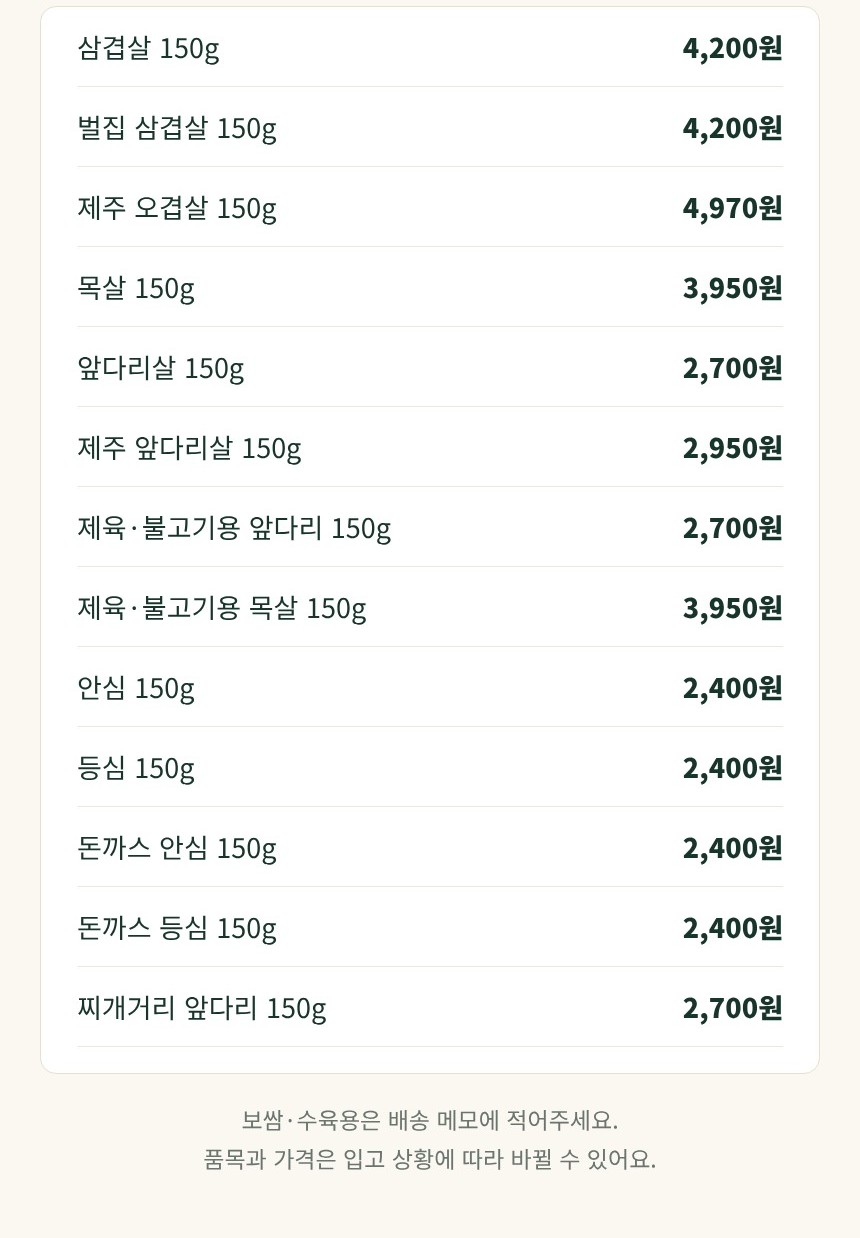 삼겹살 150g 4,200원
벌집 삼겹살 150g 4,200원
제주 오겹살 150g 4,970원
목살 150g 3,950원
앞다리살 150g 2,700원
제주 앞다리살 150g 2,950원
제육·불고기용 앞다리 150g 2,700원
제육·불고기용 목살 150g 3,950원
안심 150g 2,400원
등심 150g 2,400원
돈까스 안심 150g 2,400원
돈까스 등심 150g 2,400원
찌개거리 앞다리 150g 2,700원
보쌈·수육용은 배송 메모에 적어주세요.
품목과 가격은 입고 상황에 따라 바뀔 수 있어요.